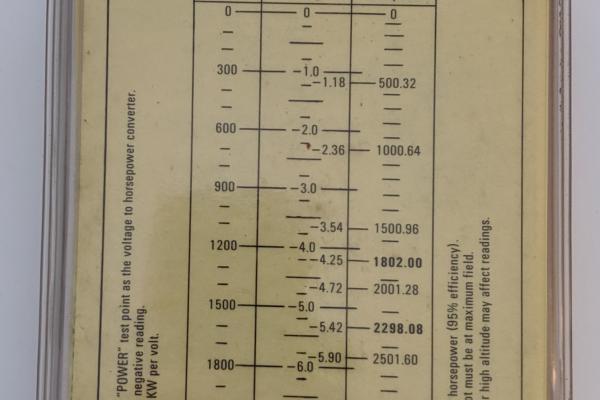 0 0 0
300 -1.0
-1.18 500.32
600 -2.0
-2.36 1000.64
900 -3.0
-3.54 1500.96
1200 -4.0
-4.25 1802.00
-4.72 2001.28
1500 -5.0
-5.42 2298.08
-5.90 2501.60
1800 -6.0
"POWER" test point as the voltage to horsepower converter.
negative reading.
KW per volt.
horsepower (95% efficiency).
must be at maximum field.
high altitude may affect readings.